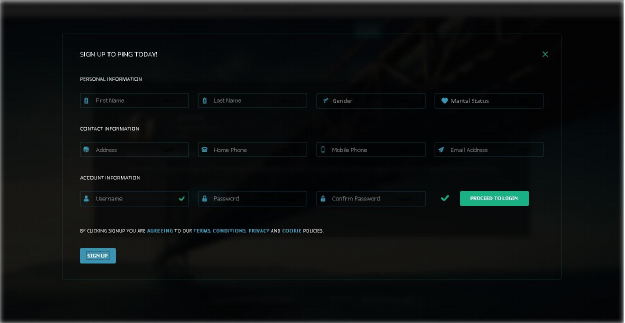 SIGN UP TO PING TODAY!
PERSONAL INFORMATION
First Name Last Name Gender Marital Status
CONTACT INFORMATION
Address Home Phone Mobile Phone Email Address
ACCOUNT INFORMATION
Username Password Confirm Password PROCEED TO LOGIN
BY CLICKING SIGNUP YOU ARE AGREEING TO OUR TERMS, CONDITIONS, PRIVACY AND COOKIE POLICIES.
SIGN UP